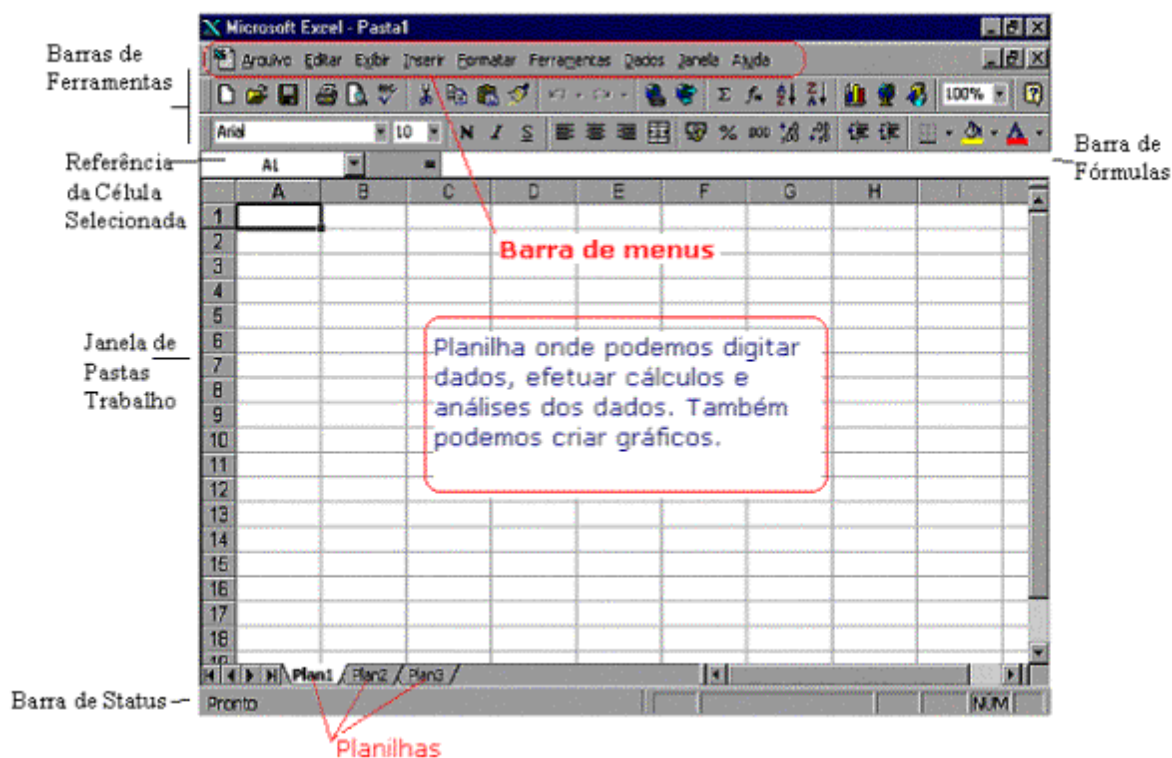 Microsoft Excel - Pasta1
Barras de
Ferramentas
Arquivo Editar Exibir Inserir Formatar Ferramentas Dados Janela Ajuda
100%
Arial 10 N I S % 000
Referência
da Célula
Selecionada
A1 =
Barra de
Fórmulas
A B C D E F G H I
1
2
Barra de menus
3
4
5
6
7
8
9
10
11
12
13
14
15
16
17
18
19
Janela de
Pastas
Trabalho
Planilha onde podemos digitar
dados, efetuar cálculos e
análises dos dados. Também
podemos criar gráficos.
Plan1 Plan2 Plan3
Barra de Status
Pronto NÚM
Planilhas